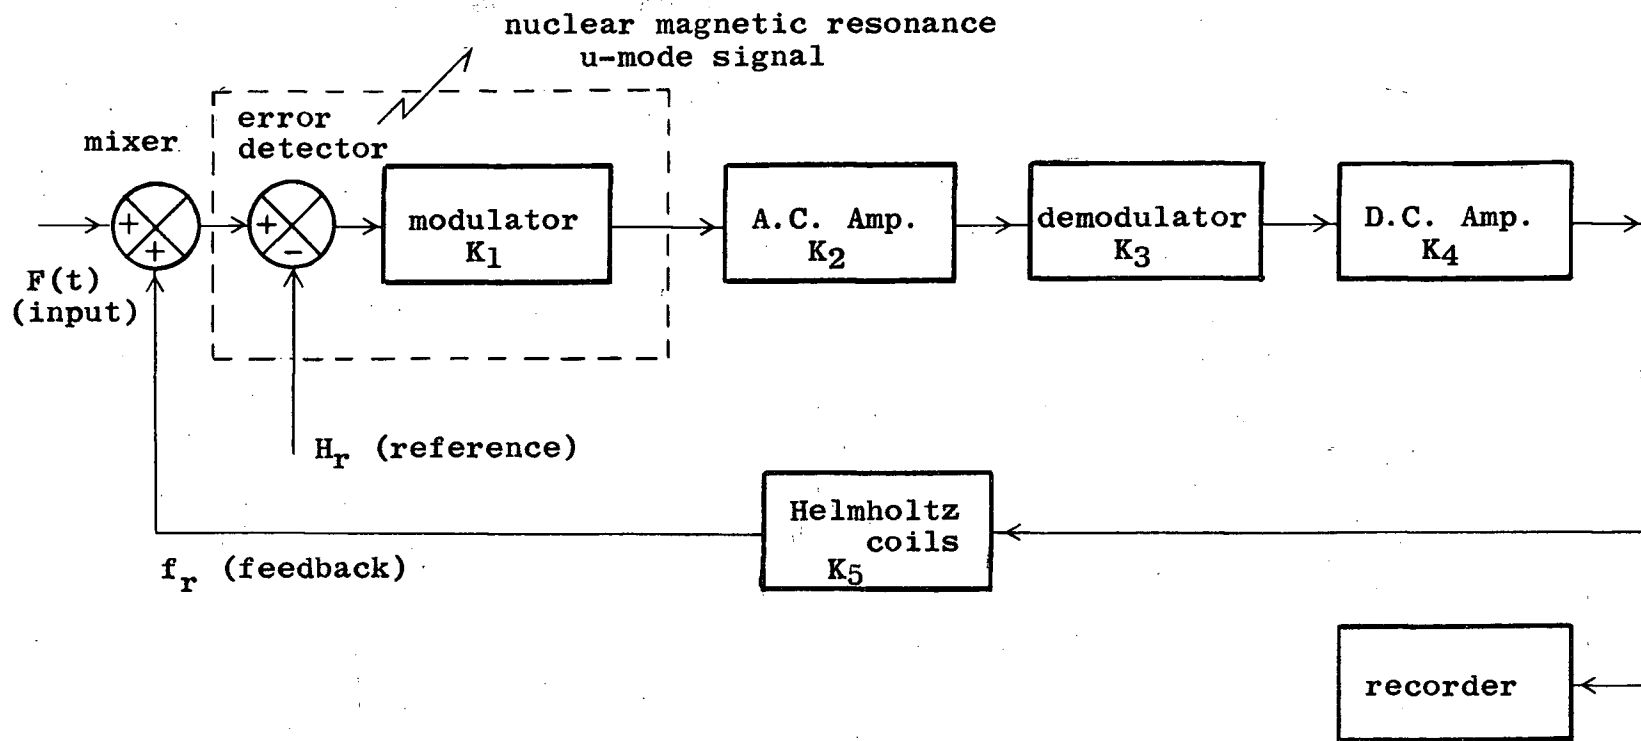 nuclear magnetic resonance
u-mode signal
mixer
error
detector
+
+
+
-
modulator
K1
A.C. Amp.
K2
demodulator
K3
D.C. Amp.
K4
F(t)
(input)
Hr (reference)
Helmholtz
coils
K5
fr (feedback)
recorder